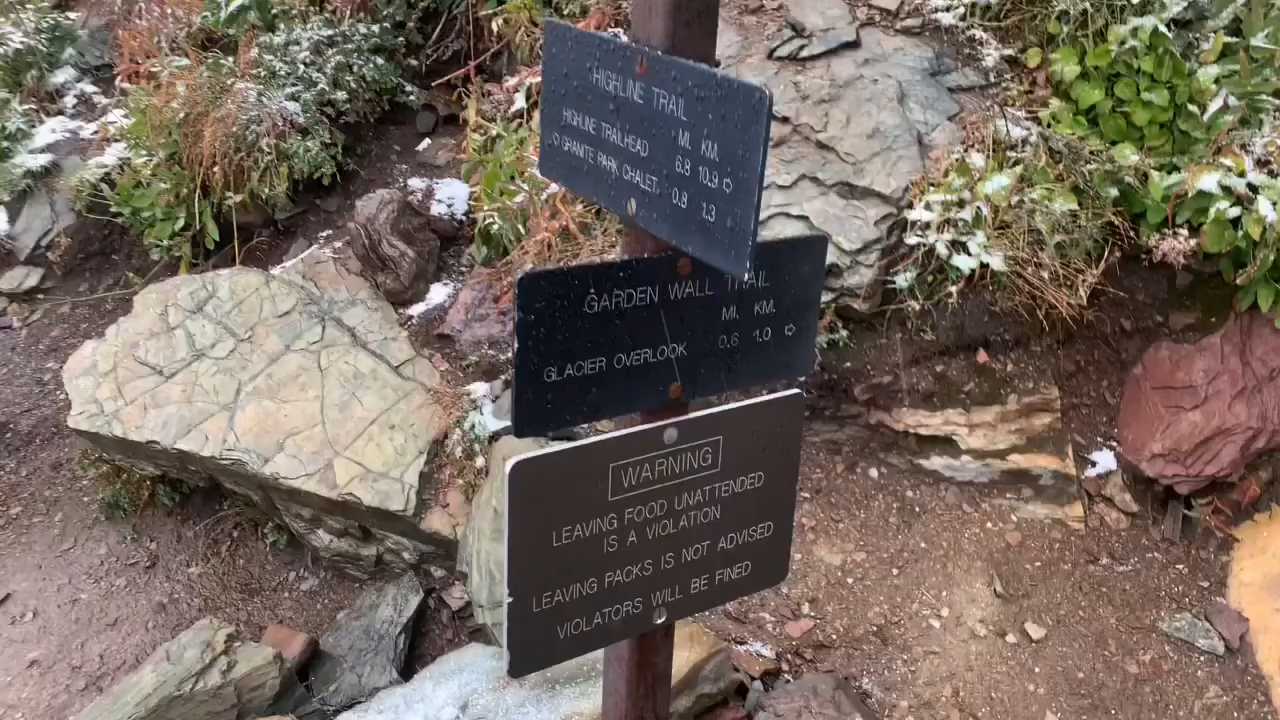 HIGHLINE TRAIL
MI. KM.
HIGHLINE TRAILHEAD 6.8 10.9 ⇨
⇦ GRANITE PARK CHALET 0.8 1.3
GARDEN WALL TRAIL
MI. KM.
GLACIER OVERLOOK 0.6 1.0 ⇨
WARNING
LEAVING FOOD UNATTENDED
IS A VIOLATION
LEAVING PACKS IS NOT ADVISED
VIOLATORS WILL BE FINED